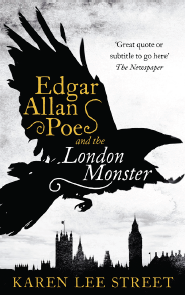 'Great quote or
subtitle to go here'
The Newspaper
Edgar
Allan
Poe
and the
London
Monster
KAREN LEE STREET